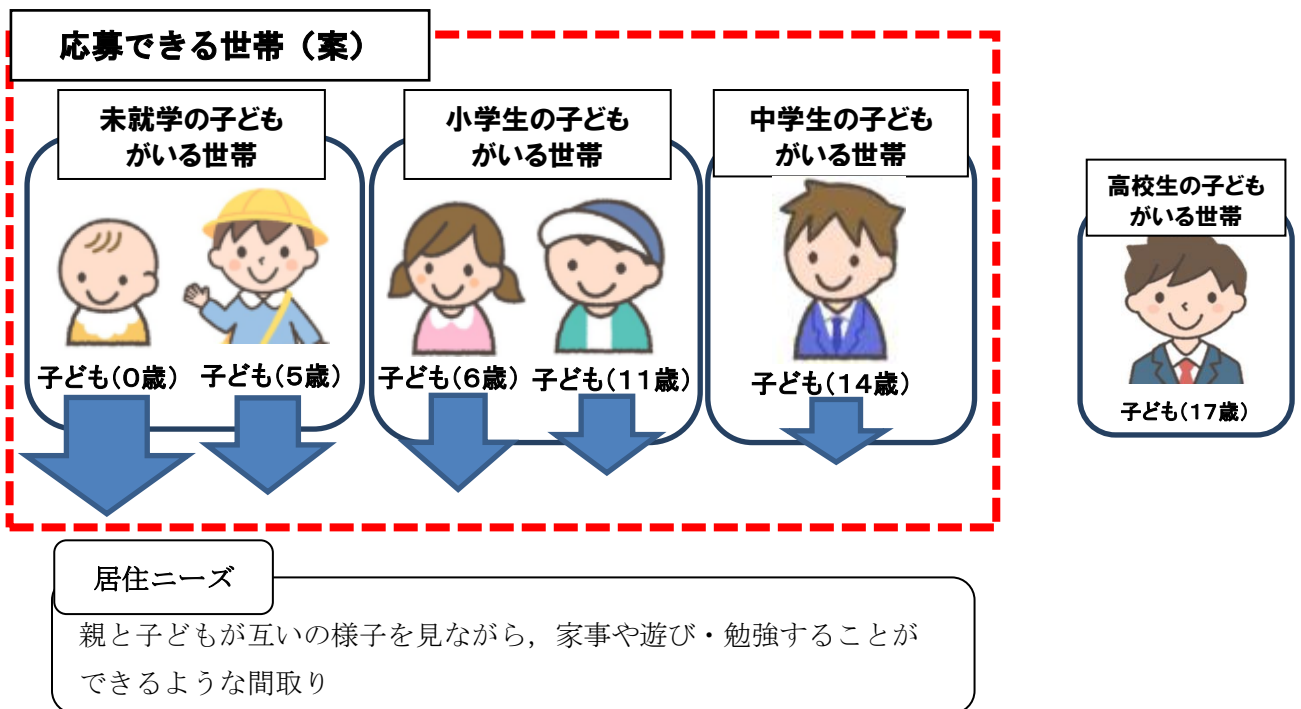 応募できる世帯（案）
未就学の子ども
がいる世帯
小学生の子ども
がいる世帯
中学生の子ども
がいる世帯
高校生の子ども
がいる世帯
子ども(０歳)
子ども(５歳)
子ども(６歳)
子ども(１１歳)
子ども(１４歳)
子ども(１７歳)
居住ニーズ
親と子どもが互いの様子を見ながら，家事や遊び・勉強することが
できるような間取り